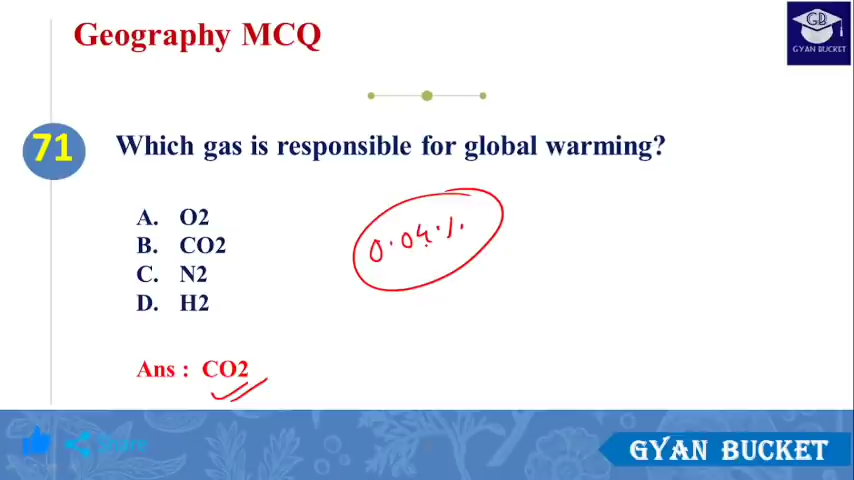 Geography MCQ
GB
GYAN BUCKET
71
Which gas is responsible for global warming?
A. O2
B. CO2
C. N2
D. H2
0.04%
Ans : CO2
Share
GYAN BUCKET